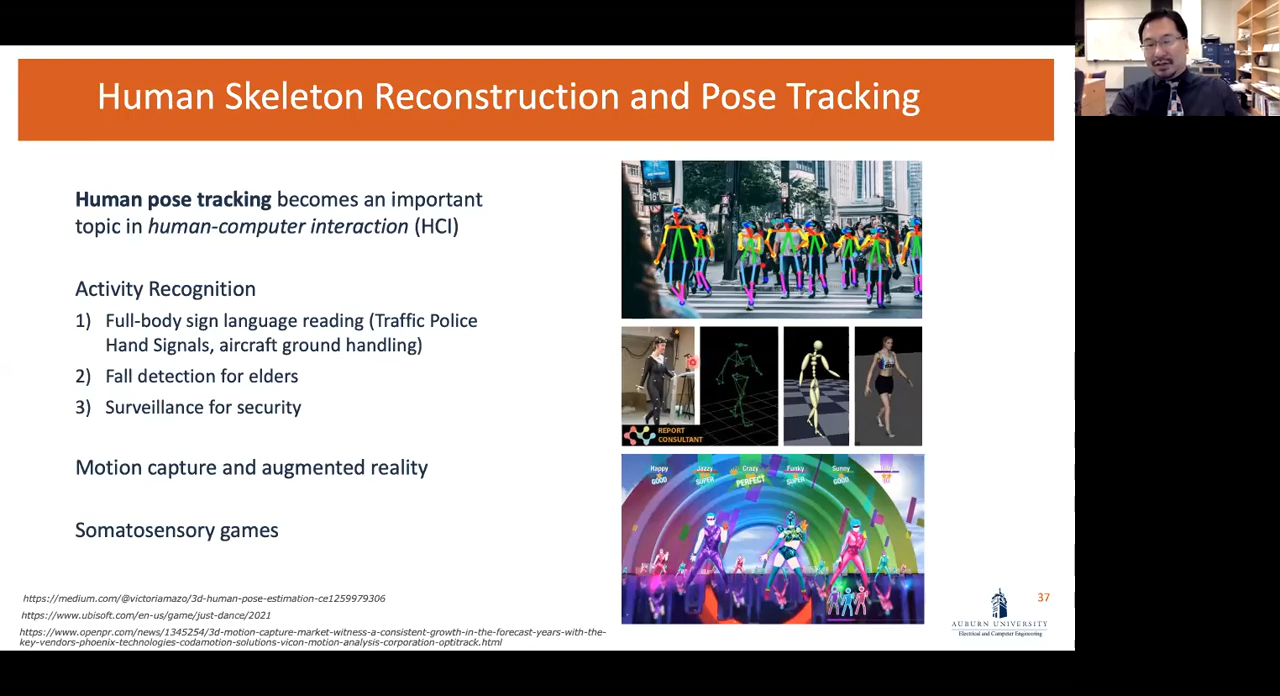 Human Skeleton Reconstruction and Pose Tracking
Human pose tracking becomes an important
topic in human-computer interaction (HCI)
Activity Recognition
1) Full-body sign language reading (Traffic Police
Hand Signals, aircraft ground handling)
2) Fall detection for elders
3) Surveillance for security
Motion capture and augmented reality
Somatosensory games
REPORT
CONSULTANT
Happy Jazzy Crazy Funky Sunny
GOOD SUPER PERFECT SUPER GOOD
https://medium.com/@victoriamazo/3d-human-pose-estimation-ce1259979306
https://www.ubisoft.com/en-us/game/just-dance/2021
https://www.openpr.com/news/1345254/3d-motion-capture-market-witness-a-consistent-growth-in-the-forecast-years-with-the-
key-vendors-phoenix-technologies-codamotion-solutions-vicon-motion-analysis-corporation-optitrack.html
37
AUBURN UNIVERSITY
Electrical and Computer Engineering